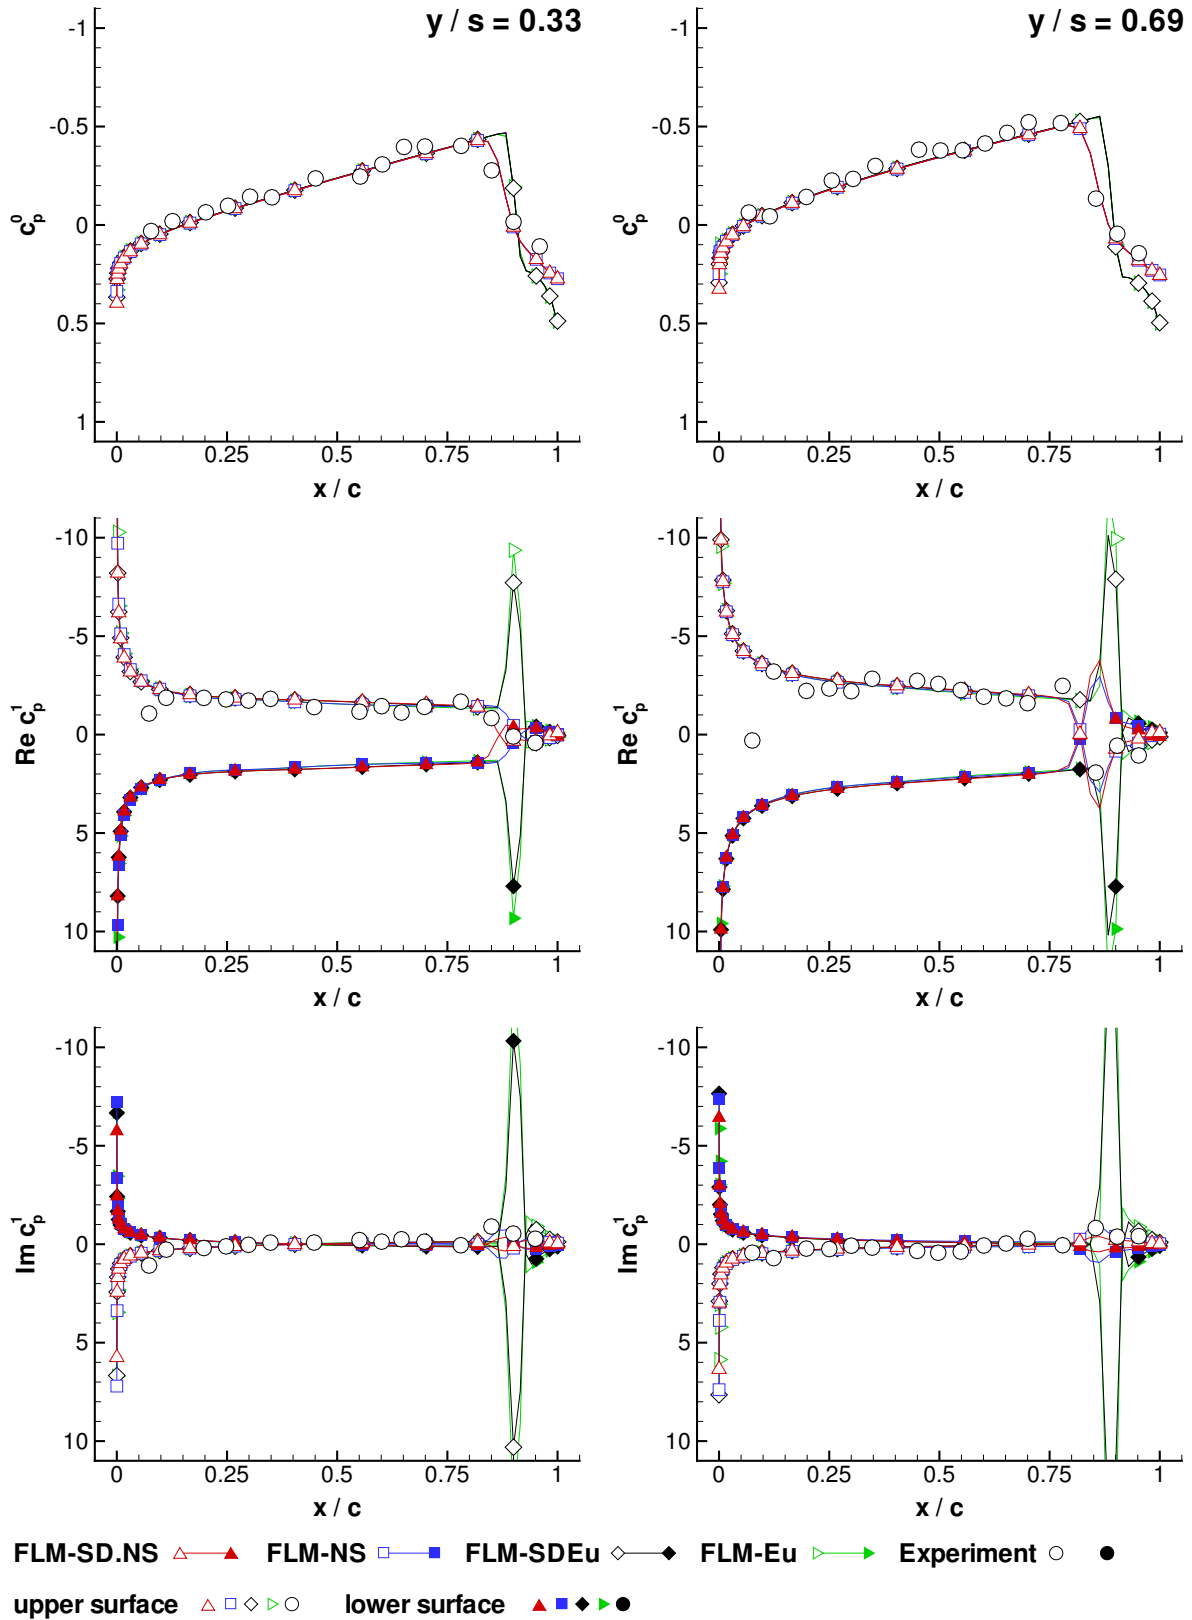 y / s = 0.33
y / s = 0.69
-1
-0.5
0
0.5
1
c_p^0
0 0.25 0.5 0.75 1
x / c
-1
-0.5
0
0.5
1
c_p^0
0 0.25 0.5 0.75 1
x / c
-10
-5
0
5
10
Re c_p^1
0 0.25 0.5 0.75 1
x / c
-10
-5
0
5
10
Re c_p^1
0 0.25 0.5 0.75 1
x / c
-10
-5
0
5
10
Im c_p^1
0 0.25 0.5 0.75 1
x / c
-10
-5
0
5
10
Im c_p^1
0 0.25 0.5 0.75 1
x / c
FLM-SD.NS FLM-NS FLM-SDEu FLM-Eu Experiment
upper surface lower surface